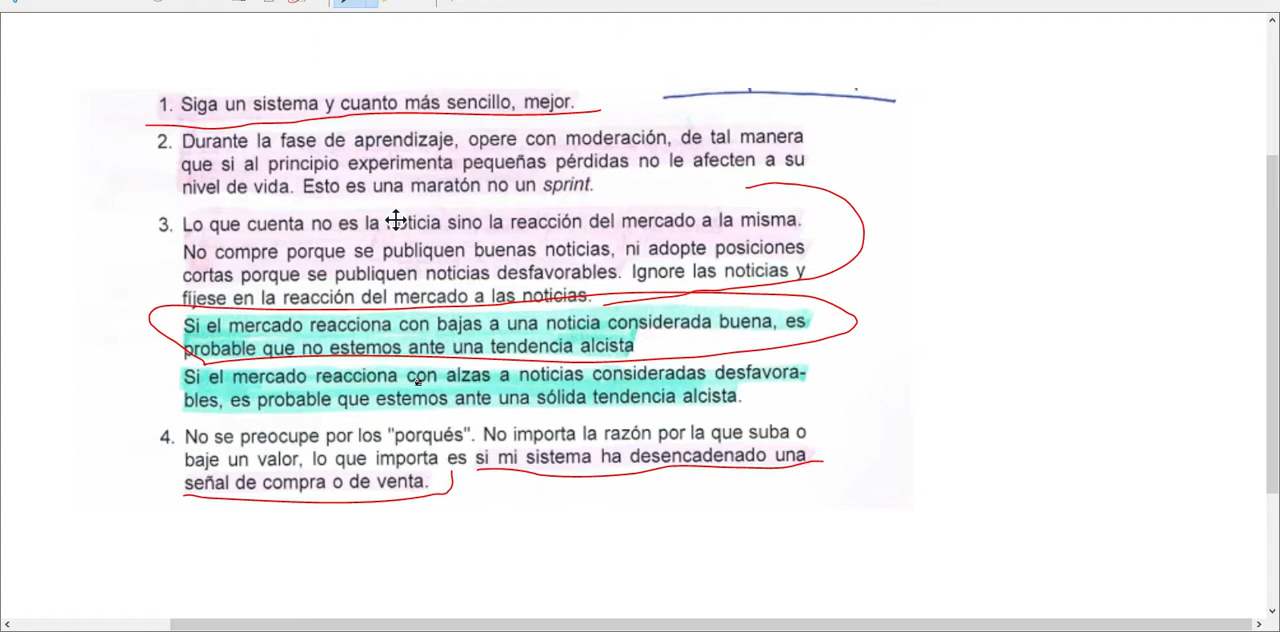 1. Siga un sistema y cuanto más sencillo, mejor.
2. Durante la fase de aprendizaje, opere con moderación, de tal manera
que si al principio experimenta pequeñas pérdidas no le afecten a su
nivel de vida. Esto es una maratón no un sprint.
3. Lo que cuenta no es la noticia sino la reacción del mercado a la misma.
No compre porque se publiquen buenas noticias, ni adopte posiciones
cortas porque se publiquen noticias desfavorables. Ignore las noticias y
fíjese en la reacción del mercado a las noticias.
Si el mercado reacciona con bajas a una noticia considerada buena, es
probable que no estemos ante una tendencia alcista
Si el mercado reacciona con alzas a noticias consideradas desfavora-
bles, es probable que estemos ante una sólida tendencia alcista.
4. No se preocupe por los "porqués". No importa la razón por la que suba o
baje un valor, lo que importa es si mi sistema ha desencadenado una
señal de compra o de venta.